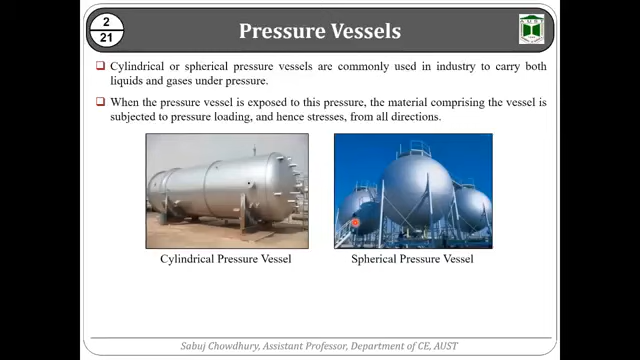 2
21
Pressure Vessels
AUST
Cylindrical or spherical pressure vessels are commonly used in industry to carry both
liquids and gases under pressure.
When the pressure vessel is exposed to this pressure, the material comprising the vessel is
subjected to pressure loading, and hence stresses, from all directions.
Cylindrical Pressure Vessel
Spherical Pressure Vessel
Sabuj Chowdhury, Assistant Professor, Department of CE, AUST